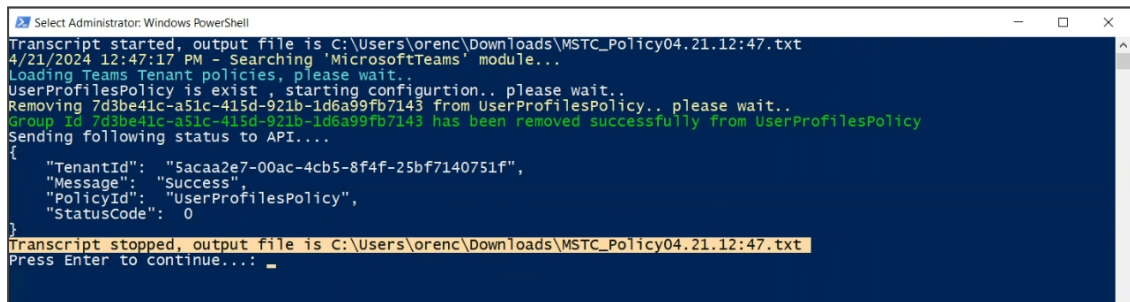 Select Administrator: Windows PowerShell
Transcript started, output file is C:\Users\orenc\Downloads\MSTC_Policy04.21.12:47.txt
4/21/2024 12:47:17 PM - Searching 'MicrosoftTeams' module...
Loading Teams Tenant policies, please wait..
UserProfilesPolicy is exist , starting configurtion.. please wait..
Removing 7d3be41c-a51c-415d-921b-1d6a99fb7143 from UserProfilesPolicy.. please wait..
Group Id 7d3be41c-a51c-415d-921b-1d6a99fb7143 has been removed successfully from UserProfilesPolicy
Sending following status to API....
{
    "TenantId":  "5acaa2e7-00ac-4cb5-8f4f-25bf7140751f",
    "Message":  "Success",
    "PolicyId":  "UserProfilesPolicy",
    "StatusCode":  0
}
Transcript stopped, output file is C:\Users\orenc\Downloads\MSTC_Policy04.21.12:47.txt
Press Enter to continue...: _